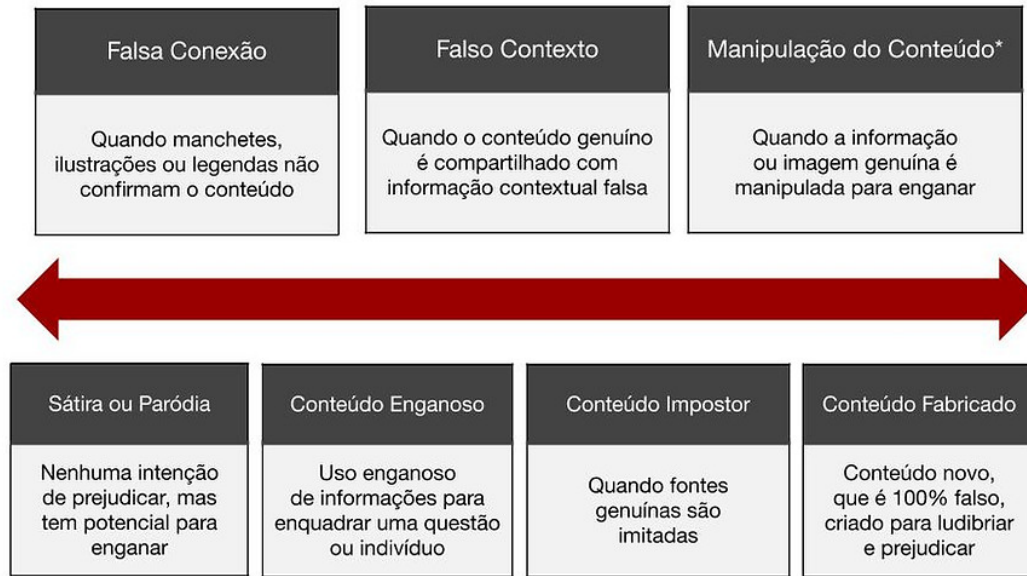 Falsa Conexão
Quando manchetes,
ilustrações ou legendas não
confirmam o conteúdo
Falso Contexto
Quando o conteúdo genuíno
é compartilhado com
informação contextual falsa
Manipulação do Conteúdo*
Quando a informação
ou imagem genuína é
manipulada para enganar
Sátira ou Paródia
Nenhuma intenção
de prejudicar, mas
tem potencial para
enganar
Conteúdo Enganoso
Uso enganoso
de informações para
enquadrar uma questão
ou indivíduo
Conteúdo Impostor
Quando fontes
genuínas são
imitadas
Conteúdo Fabricado
Conteúdo novo,
que é 100% falso,
criado para ludibriar
e prejudicar